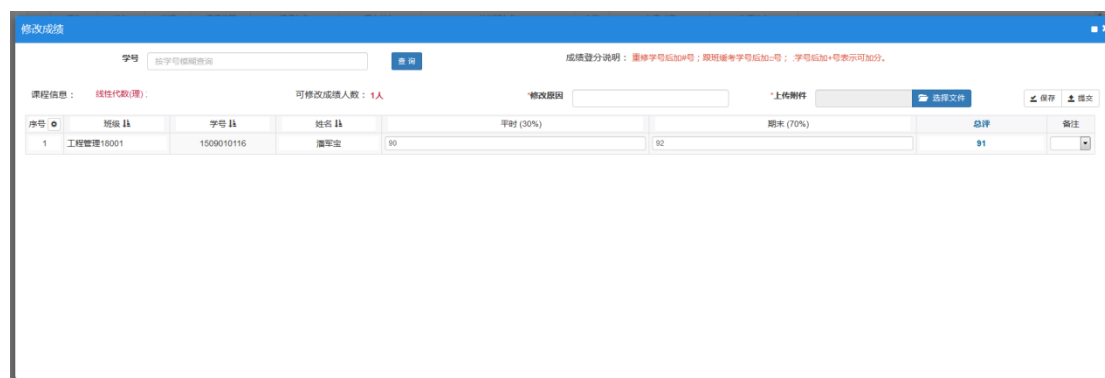 修改成绩
学号 按学号模糊查询 查询 成绩登分说明：重修学号后加#号；跟班缓考学号后加○号；.学号后加+号表示可加分。
课程信息： 线性代数(理)； 可修改成绩人数：1人 *修改原因 *上传附件 选择文件 保存 提交
序号 班级 学号 姓名 平时 (30%) 期末 (70%) 总评 备注
1 工程管理18001 1509010116 潘军宝 90 92 91